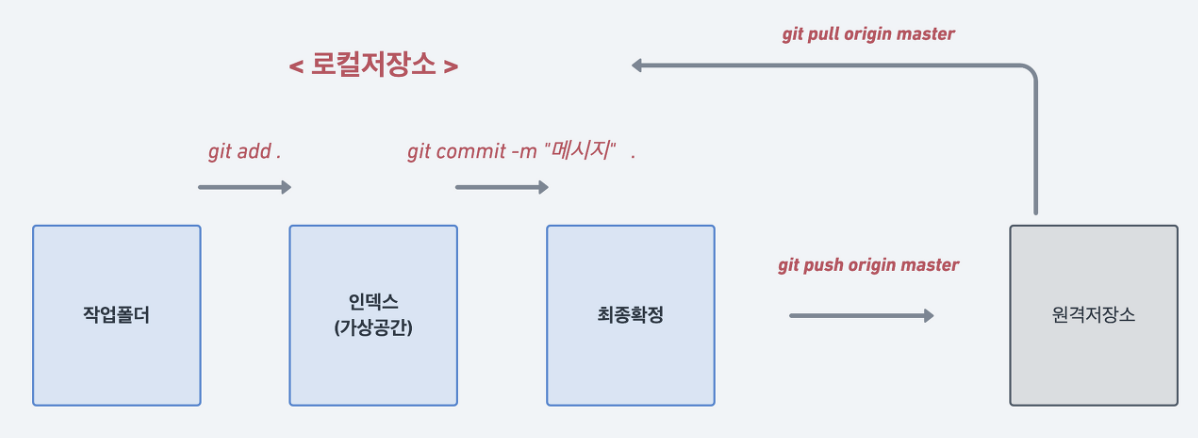 git pull origin master
< 로컬저장소 >
git add .
git commit -m "메시지" .
작업폴더
인덱스
(가상공간)
최종확정
git push origin master
원격저장소